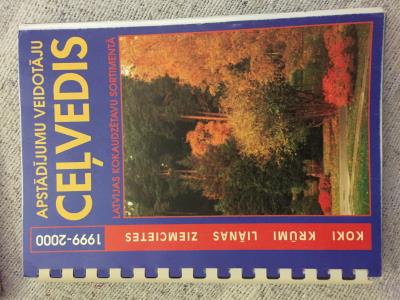 APSTĀDĪJUMU VEIDOTĀJU
CEĻVEDIS
LATVIJAS KOKAUDZĒTAVU SORTIMENTĀ
1999-2000
KOKI KRŪMI LIĀNAS ZIEMCIETES